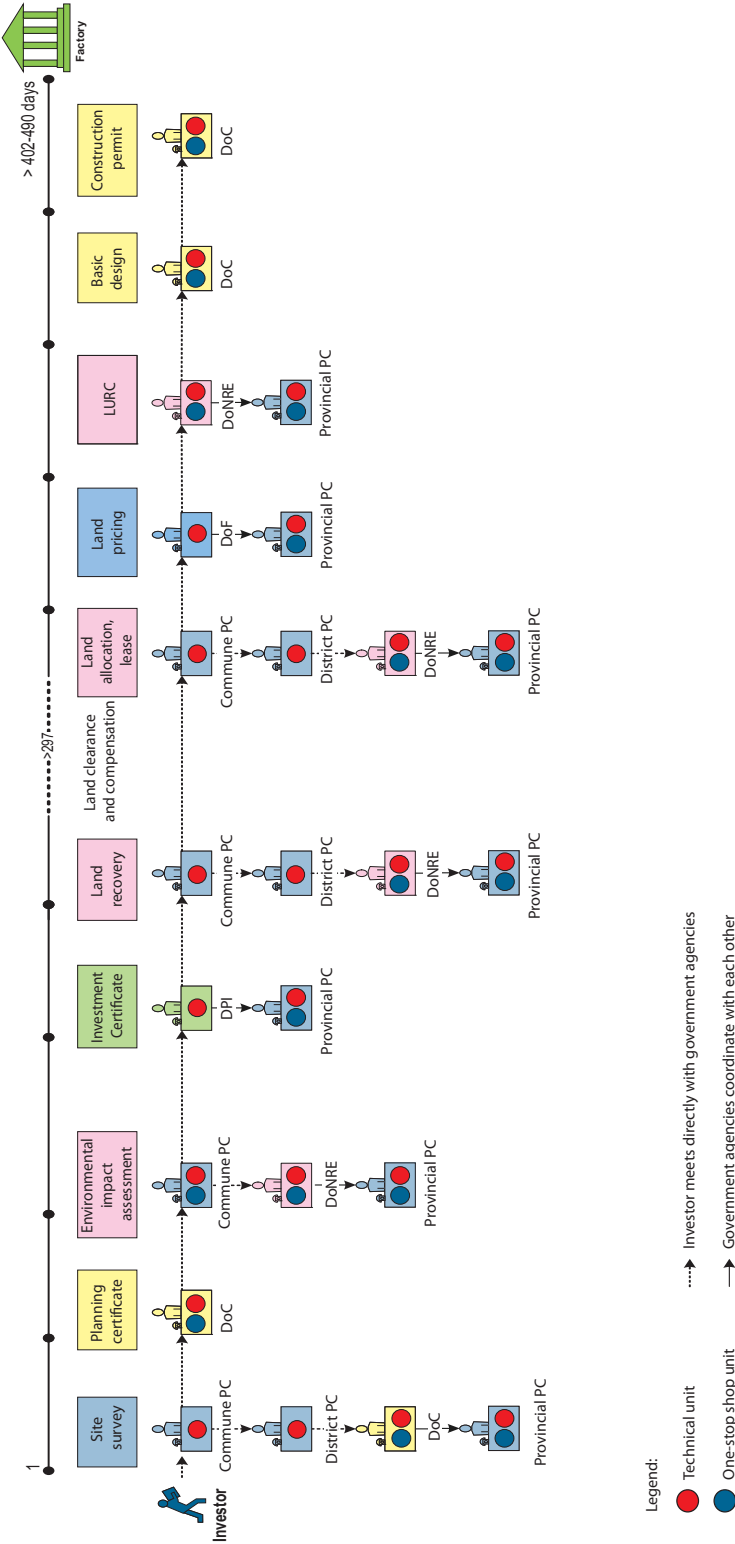 1
>297
> 402-490 days
Factory
Site
survey
Planning
certificate
Environmental
impact
assessment
Investment
Certificate
Land
recovery
Land clearance
and compensation
Land
allocation,
lease
Land
pricing
LURC
Basic
design
Construction
permit
Investor
Commune PC
District PC
DoC
Provincial PC
DoC
Commune PC
DoNRE
Provincial PC
DPI
Provincial PC
Commune PC
District PC
DoNRE
Provincial PC
Commune PC
District PC
DoNRE
Provincial PC
DoF
Provincial PC
DoNRE
Provincial PC
DoC
DoC
Legend:
Technical unit
One-stop shop unit
Investor meets directly with government agencies
Government agencies coordinate with each other